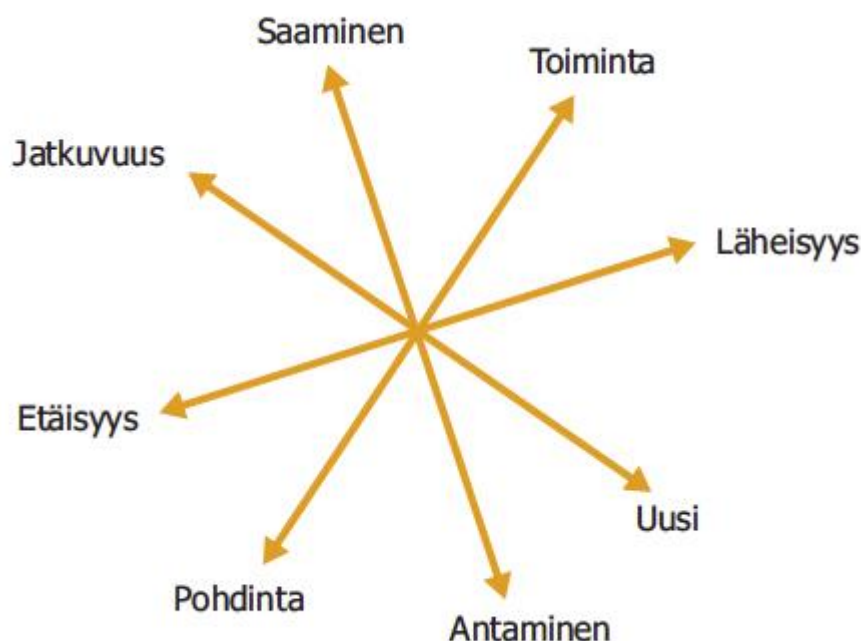 Saaminen
Toiminta
Jatkuvuus
Läheisyys
Etäisyys
Uusi
Pohdinta
Antaminen